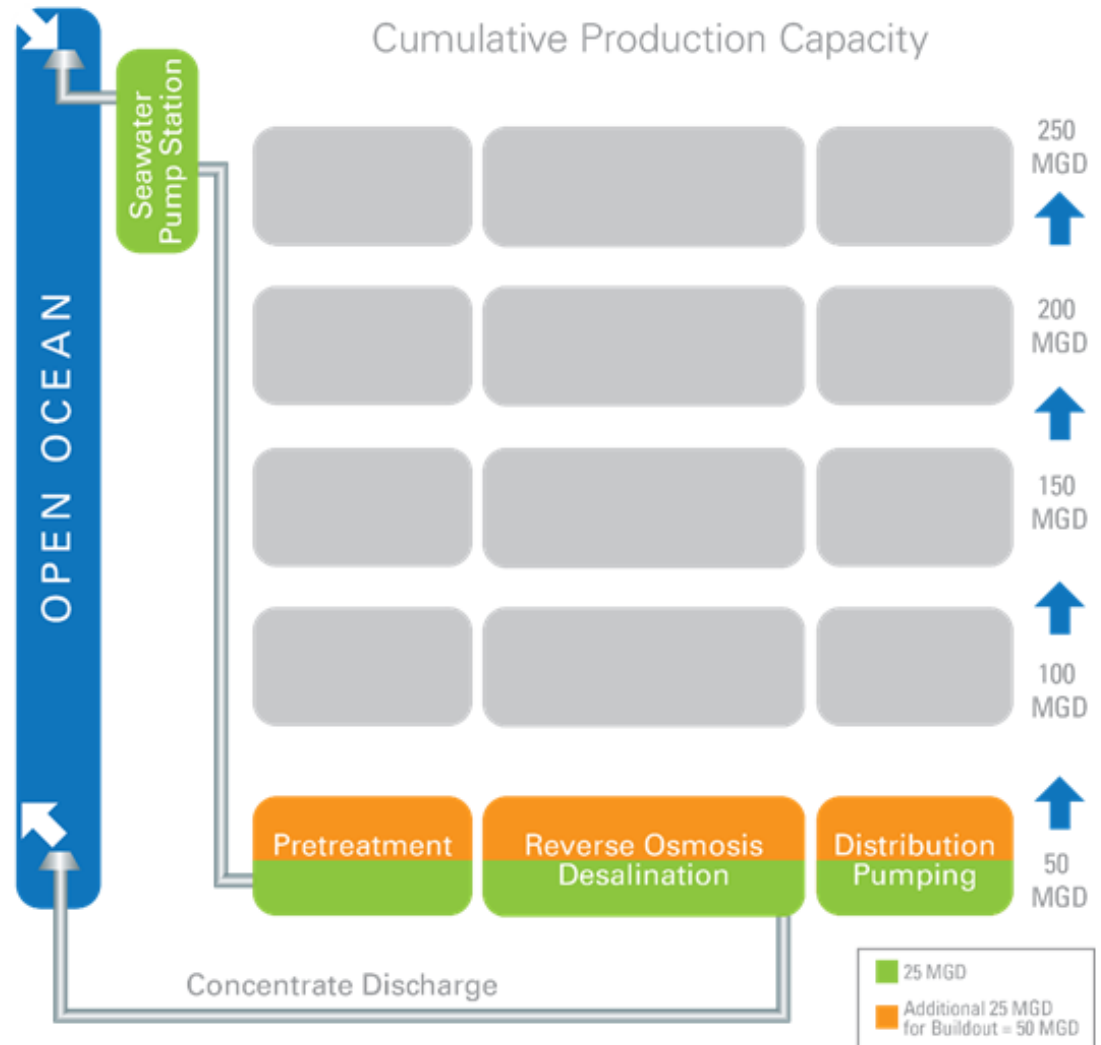 Cumulative Production Capacity
OPEN OCEAN
Seawater
Pump Station
250
MGD
200
MGD
150
MGD
100
MGD
50
MGD
Pretreatment
Reverse Osmosis
Desalination
Distribution
Pumping
Concentrate Discharge
25 MGD
Additional 25 MGD
for Buildout = 50 MGD